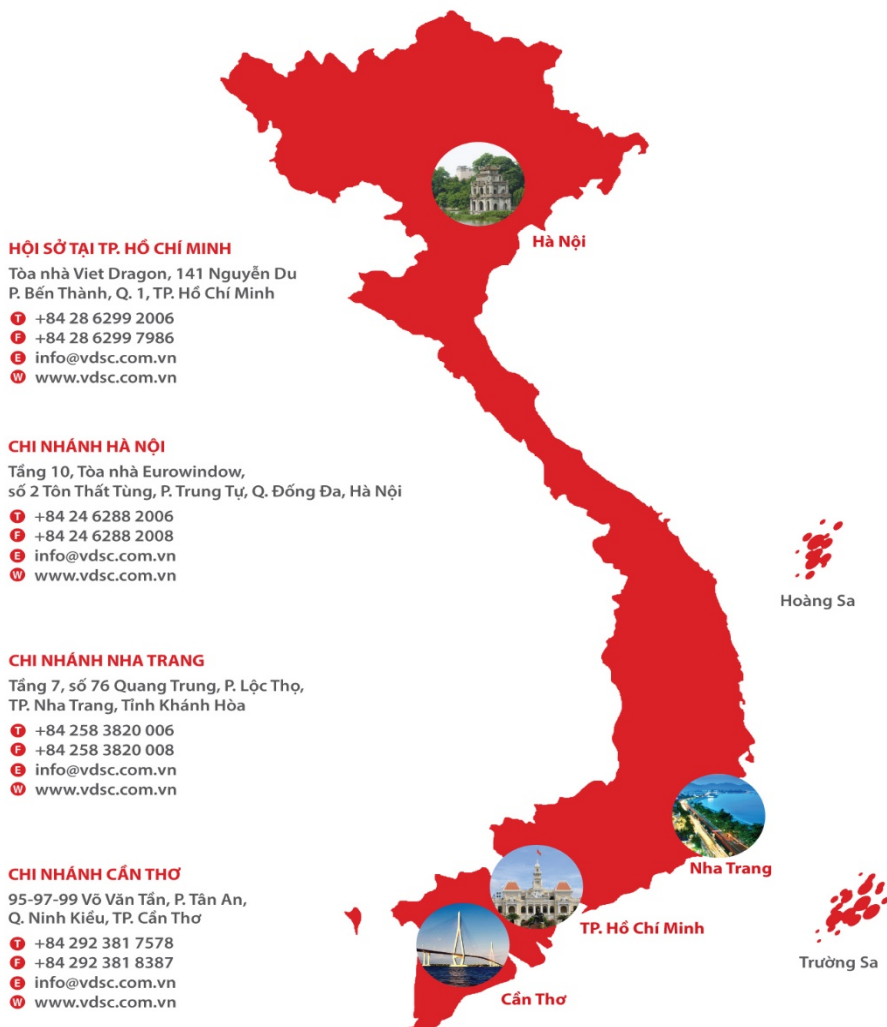 HỘI SỞ TẠI TP. HỒ CHÍ MINH
Tòa nhà Viet Dragon, 141 Nguyễn Du
P. Bến Thành, Q. 1, TP. Hồ Chí Minh
T +84 28 6299 2006
F +84 28 6299 7986
E info@vdsc.com.vn
W www.vdsc.com.vn
CHI NHÁNH HÀ NỘI
Tầng 10, Tòa nhà Eurowindow,
số 2 Tôn Thất Tùng, P. Trung Tự, Q. Đống Đa, Hà Nội
T +84 24 6288 2006
F +84 24 6288 2008
E info@vdsc.com.vn
W www.vdsc.com.vn
CHI NHÁNH NHA TRANG
Tầng 7, số 76 Quang Trung, P. Lộc Thọ,
TP. Nha Trang, Tỉnh Khánh Hòa
T +84 258 3820 006
F +84 258 3820 008
E info@vdsc.com.vn
W www.vdsc.com.vn
CHI NHÁNH CẦN THƠ
95-97-99 Võ Văn Tần, P. Tân An,
Q. Ninh Kiều, TP. Cần Thơ
T +84 292 381 7578
F +84 292 381 8387
E info@vdsc.com.vn
W www.vdsc.com.vn
Hà Nội
Hoàng Sa
Nha Trang
TP. Hồ Chí Minh
Trường Sa
Cần Thơ